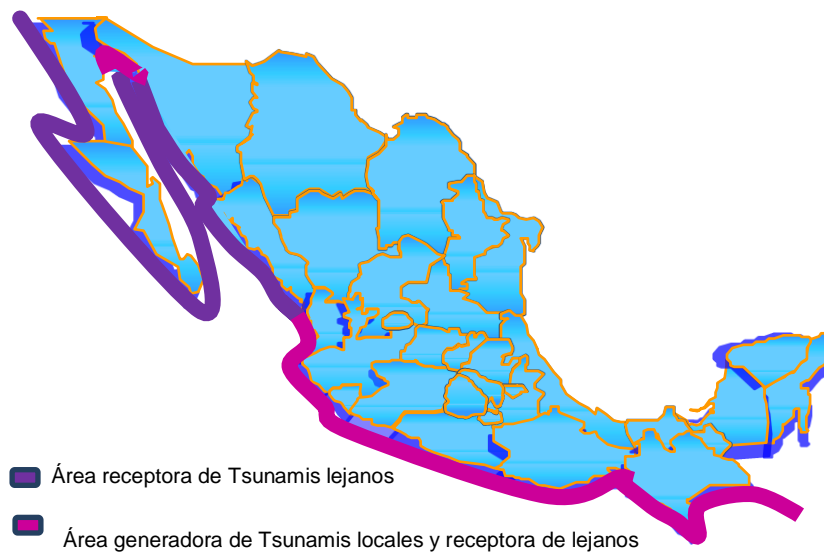 Área receptora de Tsunamis lejanos
Área generadora de Tsunamis locales y receptora de lejanos